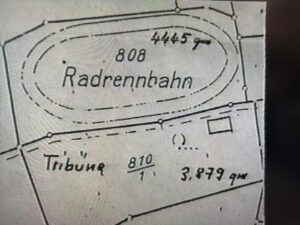 808 4445 qm
Radrennbahn
Tribüne 810/1 3,879 qm